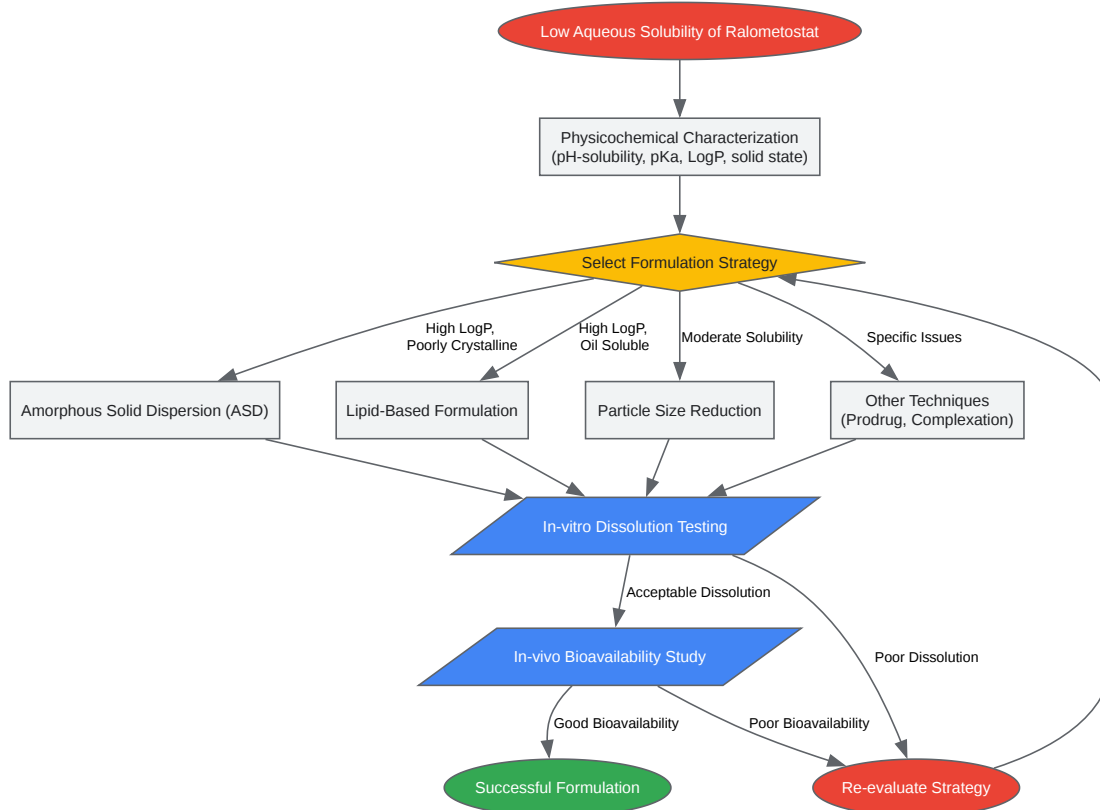 Low Aqueous Solubility of Ralometostat
Physicochemical Characterization
(pH-solubility, pKa, LogP, solid state)
Select Formulation Strategy
High LogP,
Poorly Crystalline
High LogP,
Oil Soluble
Moderate Solubility
Specific Issues
Amorphous Solid Dispersion (ASD)
Lipid-Based Formulation
Particle Size Reduction
Other Techniques
(Prodrug, Complexation)
In-vitro Dissolution Testing
Acceptable Dissolution
In-vivo Bioavailability Study
Poor Dissolution
Good Bioavailability
Poor Bioavailability
Successful Formulation
Re-evaluate Strategy